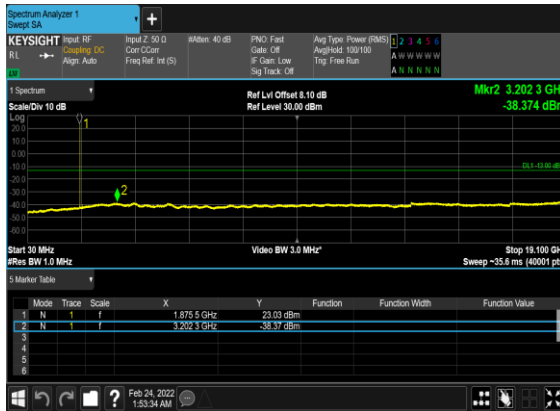 Spectrum Analyzer 1
Swept SA
+
KEYSIGHT Input: RF Input Z: 50 Ω #Atten: 40 dB PNO: Fast Avg Type: Power (RMS) 1 2 3 4 5 6
RL Coupling: DC Corr CCorr Gate: Off Avg|Hold: 100/100 A W W W W W
Align: Auto Freq Ref: Int (S) IF Gain: Low Trig: Free Run
Sig Track: Off A N N N N N
1 Spectrum
Ref Lvl Offset 8.10 dB Mkr2 3.202 3 GH
Scale/Div 10 dB Ref Level 30.00 dBm -38.374 dB
Log
20.0
10.0
0.00
-10.0
-20.0
-30.0
-40.0
-50.0
-60.0
1
DL1 -13.00 dB
2
Start 30 MHz Video BW 3.0 MHz* Stop 19.100 GH
#Res BW 1.0 MHz Sweep ~35.6 ms (40001 pt
5 Marker Table
Mode Trace Scale X Y Function Function Width Function Value
1 N 1 f 1.875 5 GHz 23.03 dBm
2 N 1 f 3.202 3 GHz -38.37 dBm
3
4
5
6
?
Feb 24, 2022
1:53:34 AM